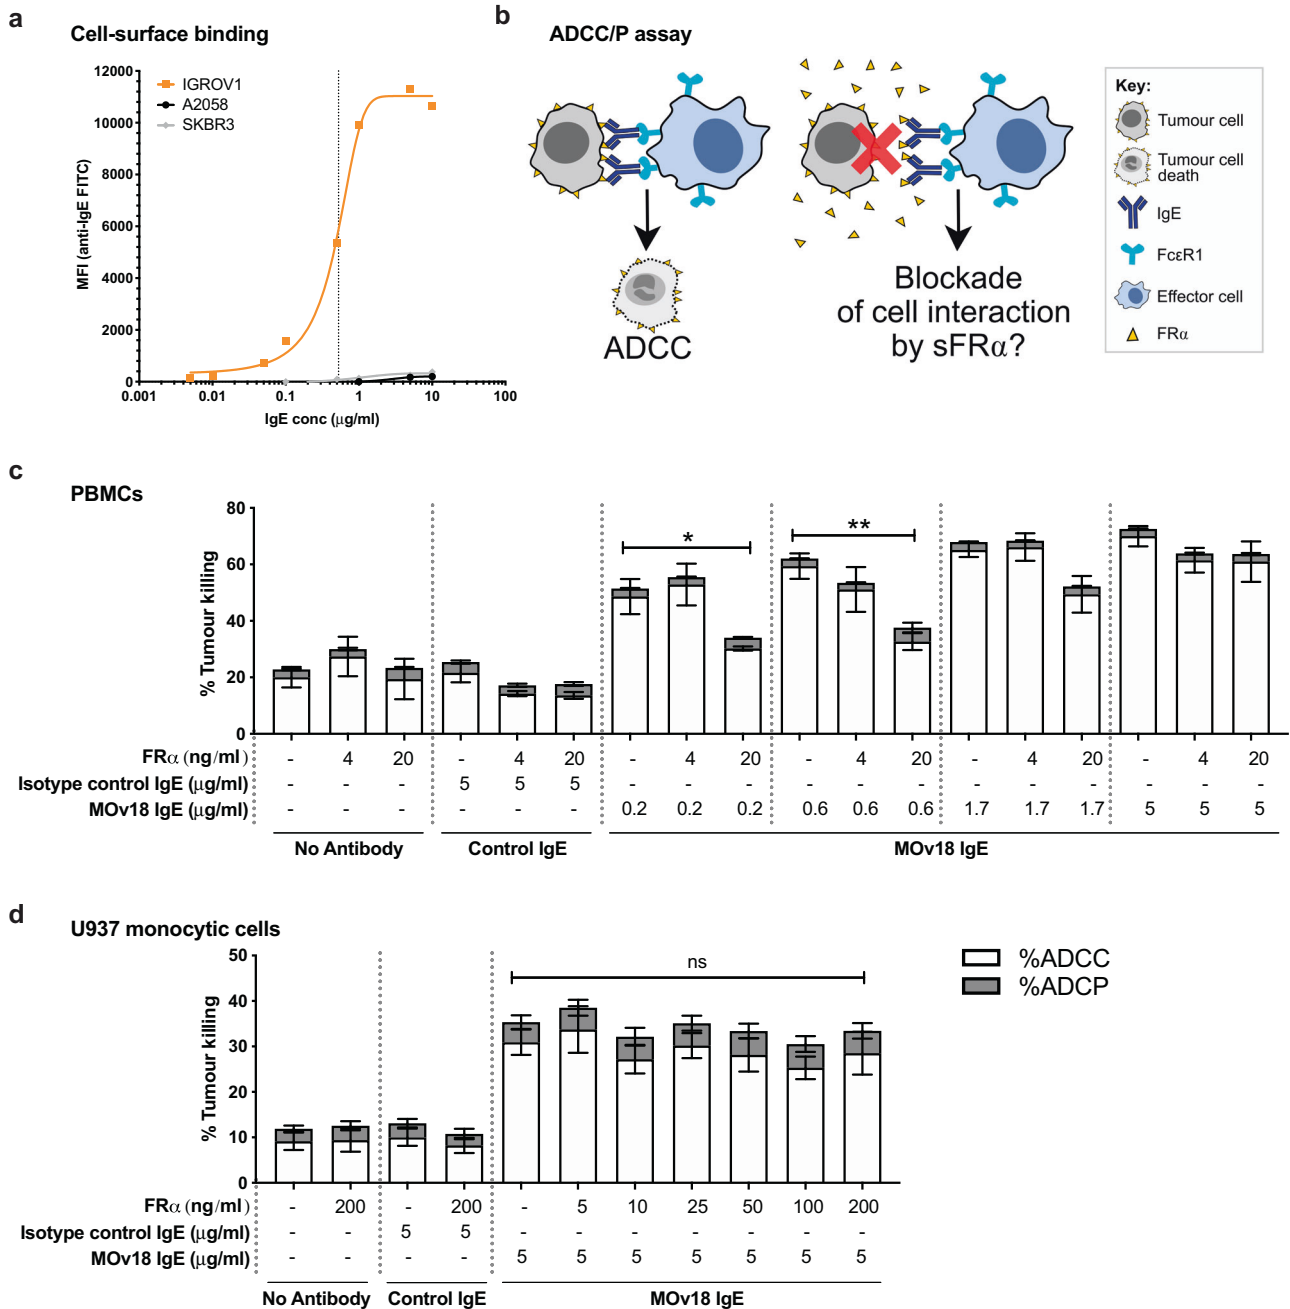 a
Cell-surface binding
12000
10000
8000
6000
4000
2000
0
MFI (anti-IgE FITC)
IGROV1
A2058
SKBR3
0.001 0.01 0.1 1 10 100
IgE conc (μg/ml)
b
ADCC/P assay
ADCC
Blockade
of cell interaction
by sFRα?
Key:
Tumour cell
Tumour cell
death
IgE
FcεR1
Effector cell
FRα
c
PBMCs
80
60
40
20
0
% Tumour killing
*
**
FRα (ng/ml) - 4 20 - 4 20 - 4 20 - 4 20 - 4 20 - 4 20
Isotype control IgE (μg/ml) - - - 5 5 5 - - - - - - - - - - - -
MOv18 IgE (μg/ml) - - - - - - 0.2 0.2 0.2 0.6 0.6 0.6 1.7 1.7 1.7 5 5 5
No Antibody Control IgE MOv18 IgE
d
U937 monocytic cells
50
40
30
20
10
0
% Tumour killing
ns
%ADCC
%ADCP
FRα (ng/ml) - 200 - 200 - 5 10 25 50 100 200
Isotype control IgE (μg/ml) - - 5 5 - - - - - - -
MOv18 IgE (μg/ml) - - - - 5 5 5 5 5 5 5
No Antibody Control IgE MOv18 IgE